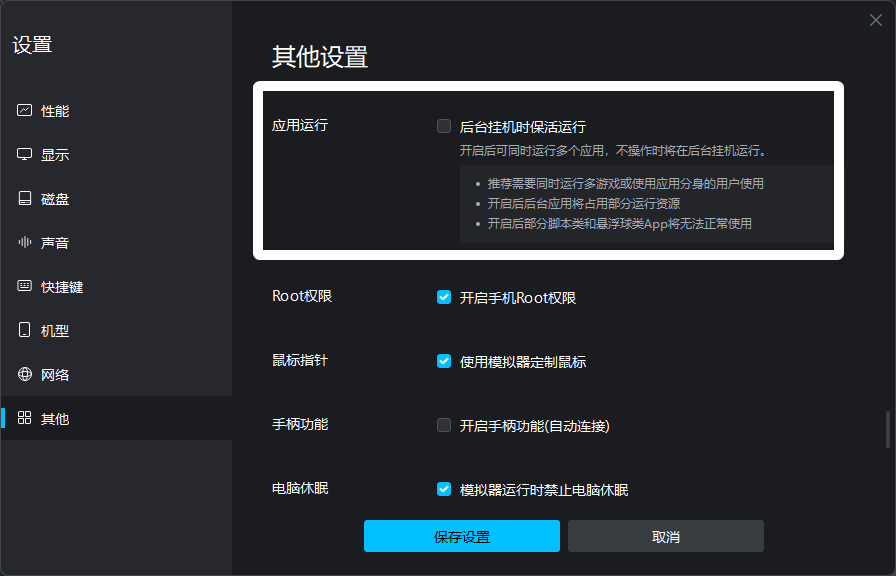 设置
性能
显示
磁盘
声音
快捷键
机型
网络
其他
其他设置
应用运行
后台挂机时保活运行
开启后可同时运行多个应用，不操作时将在后台挂机运行。
• 推荐需要同时运行多游戏或使用应用分身的用户使用
• 开启后后台应用将占用部分运行资源
• 开启后部分脚本类和悬浮球类App将无法正常使用
Root权限
开启手机Root权限
鼠标指针
使用模拟器定制鼠标
手柄功能
开启手柄功能(自动连接)
电脑休眠
模拟器运行时禁止电脑休眠
保存设置
取消